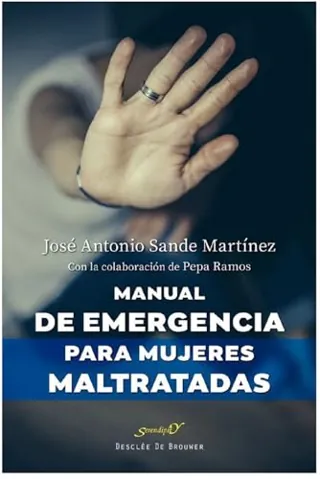 José Antonio Sande Martínez
Con la colaboración de Pepa Ramos
MANUAL
DE EMERGENCIA
PARA MUJERES
MALTRATADAS
Serendipity
DESCLÉE DE BROUWER